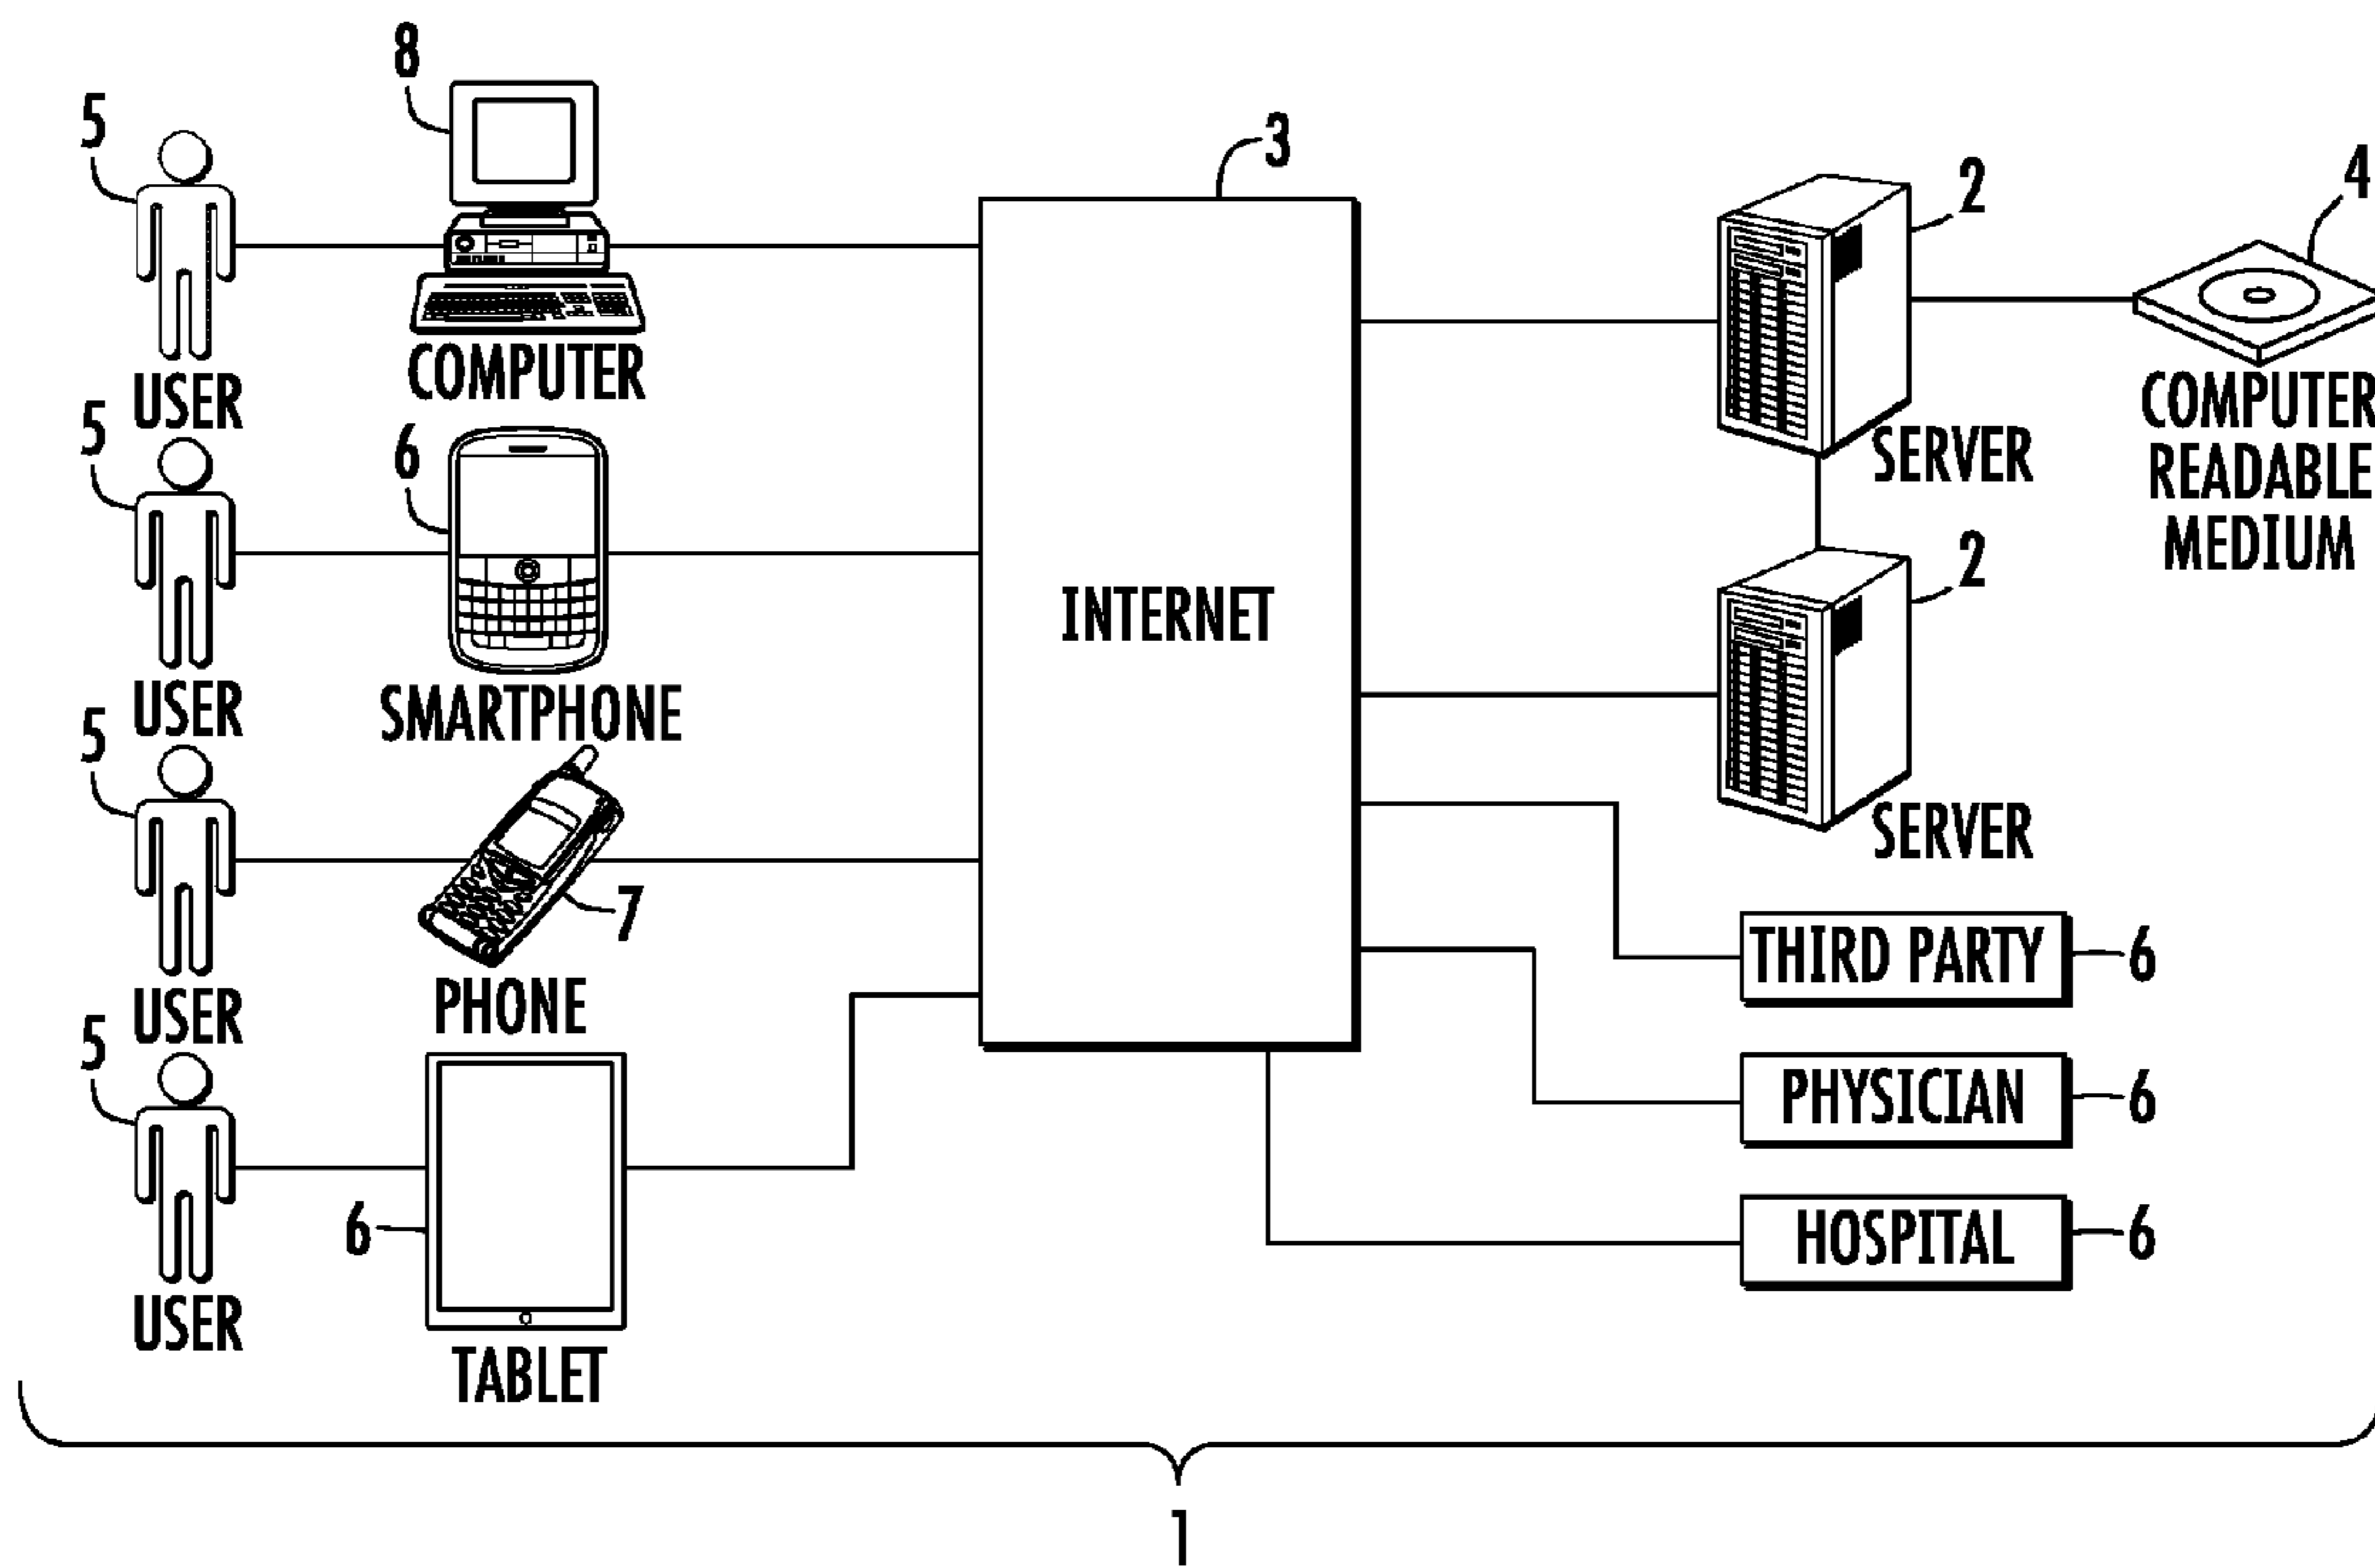 8
5
3
2
4
USER
COMPUTER
SERVER
COMPUTER
READABLE
MEDIUM
5
6
USER
SMARTPHONE
INTERNET
2
SERVER
5
7
USER
PHONE
THIRD PARTY
6
PHYSICIAN
6
HOSPITAL
6
5
6
USER
TABLET
1